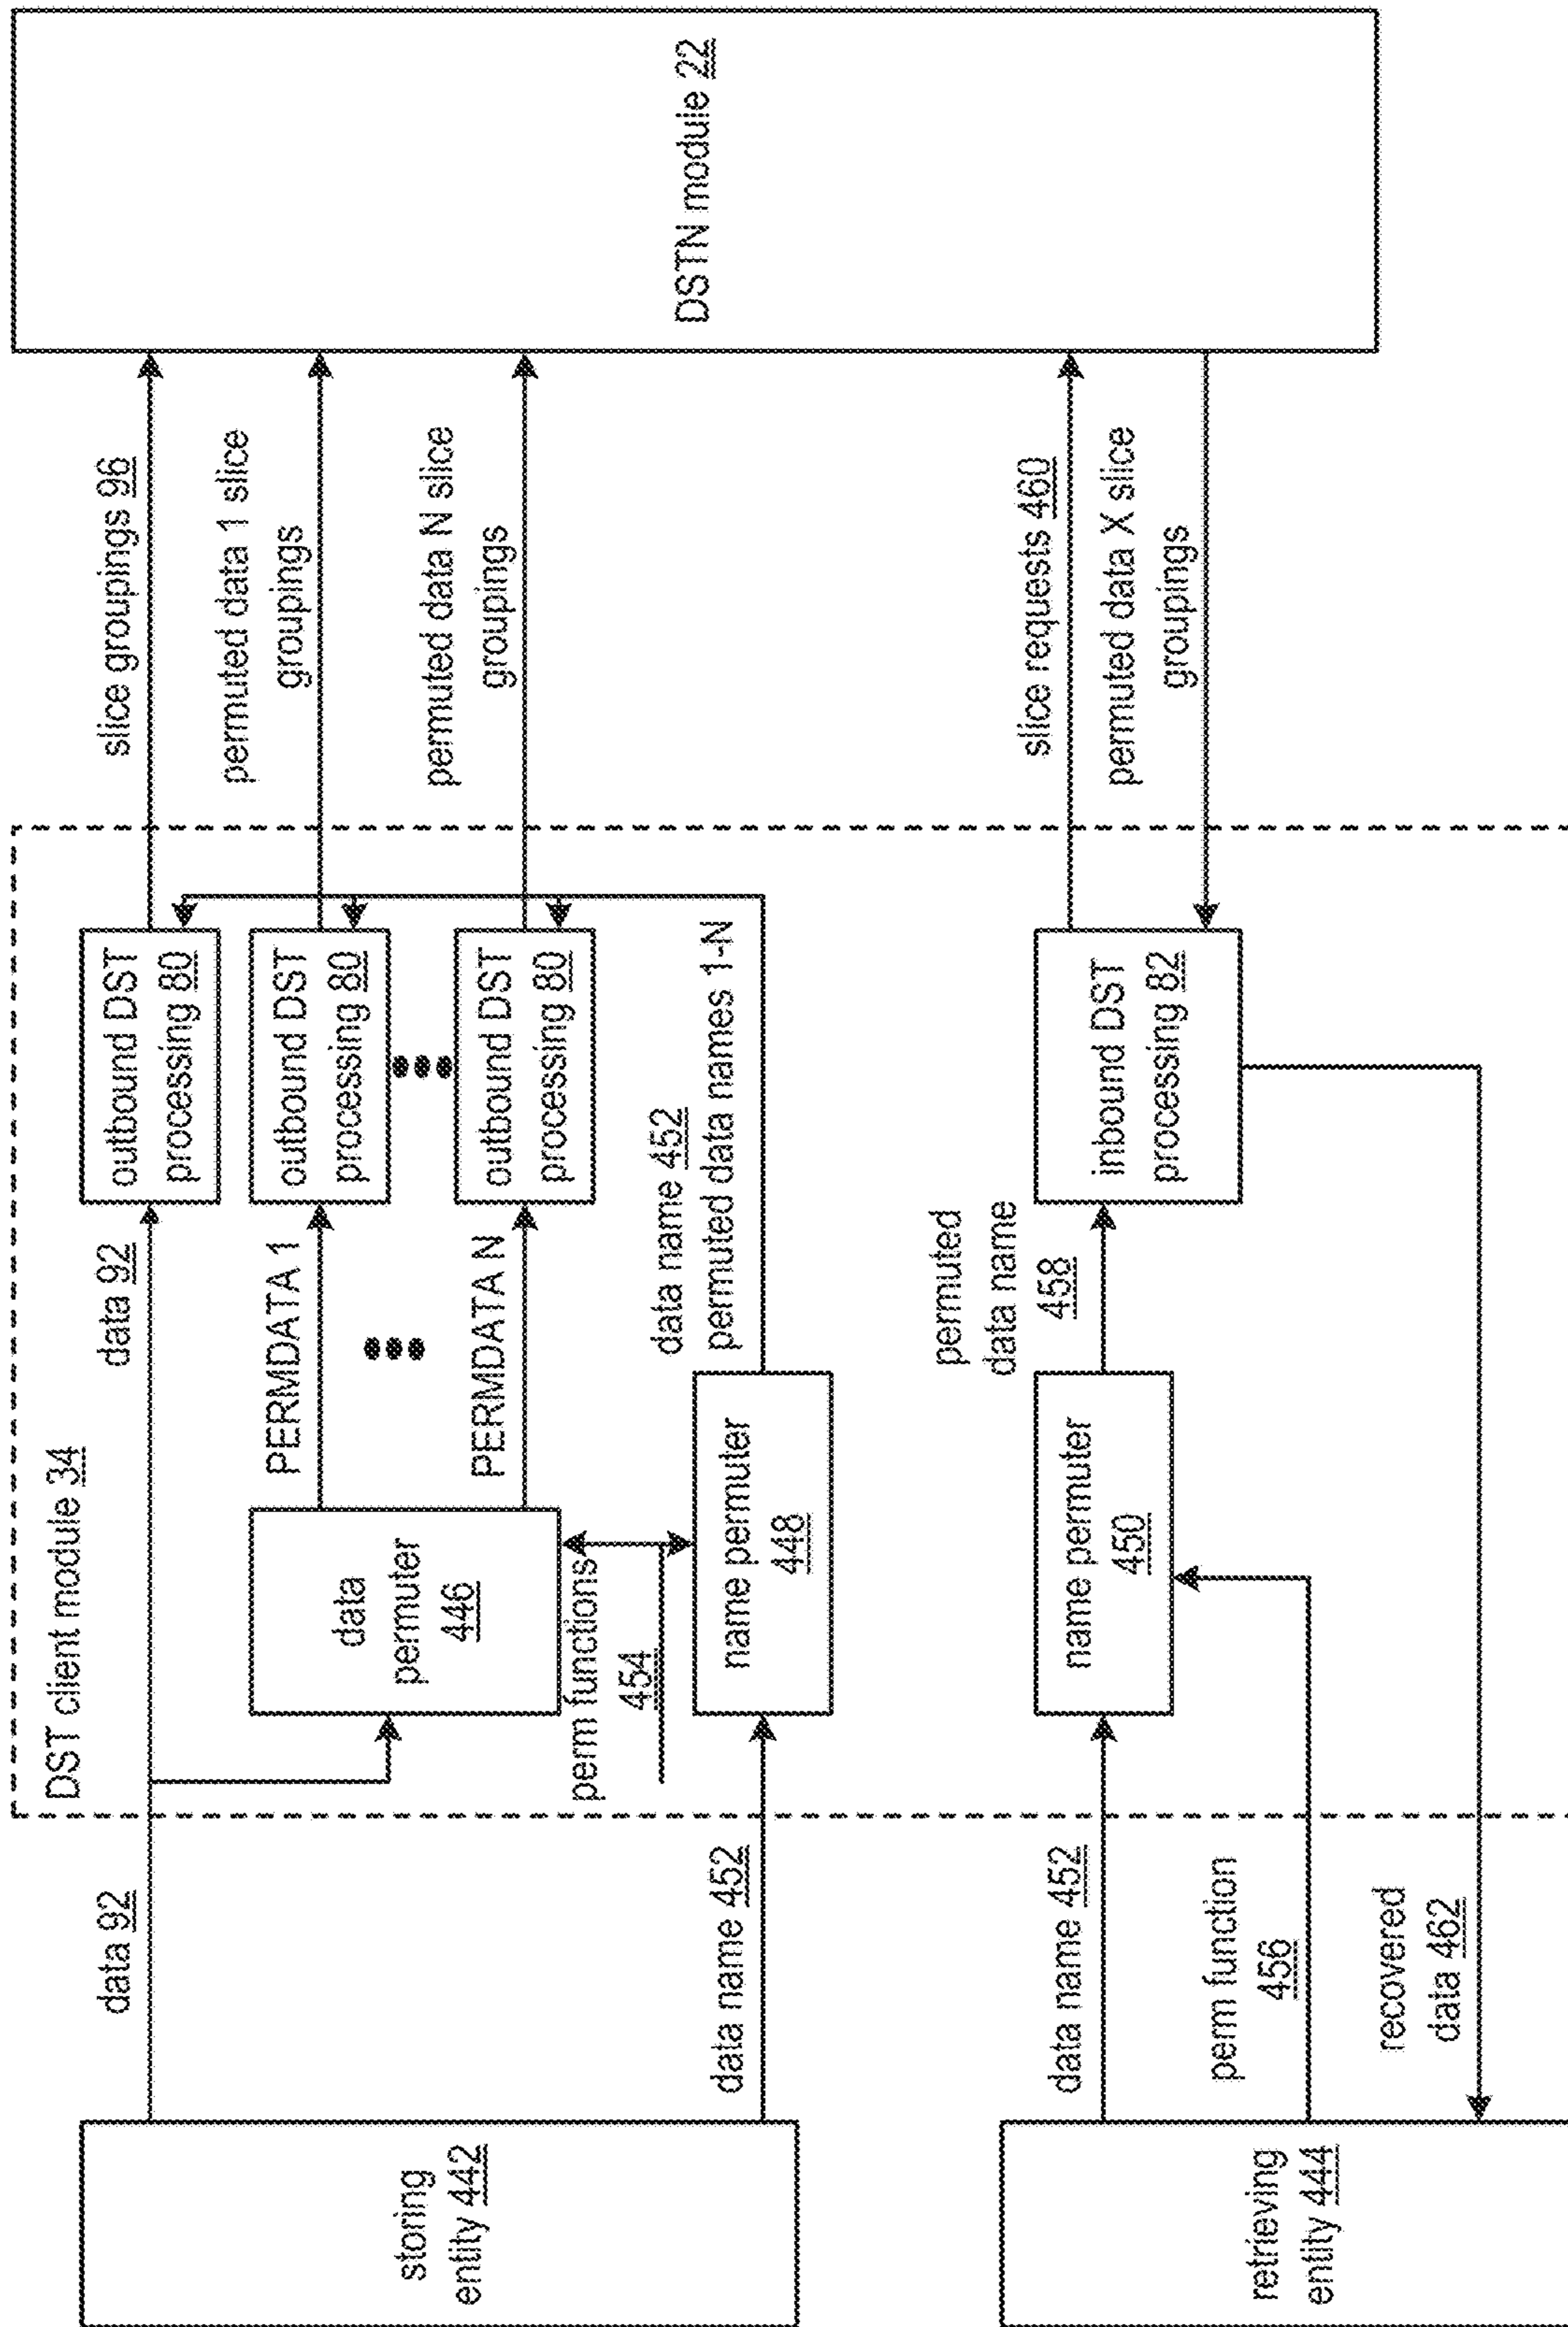 DST client module 34
storing
entity 442
data 92
data 92
data
permuter
446
PERMDATA 1
PERMDATA N
perm functions
454
data name 452
name permuter
448
data name 452
permuted data names 1-N
outbound DST
processing 80
outbound DST
processing 80
outbound DST
processing 80
slice groupings 96
permuted data 1 slice
groupings
permuted data N slice
groupings
DSTN module 22
retrieving
entity 444
data name 452
perm function
456
recovered
data 462
name permuter
450
permuted
data name
458
inbound DST
processing 82
slice requests 460
permuted data X slice
groupings